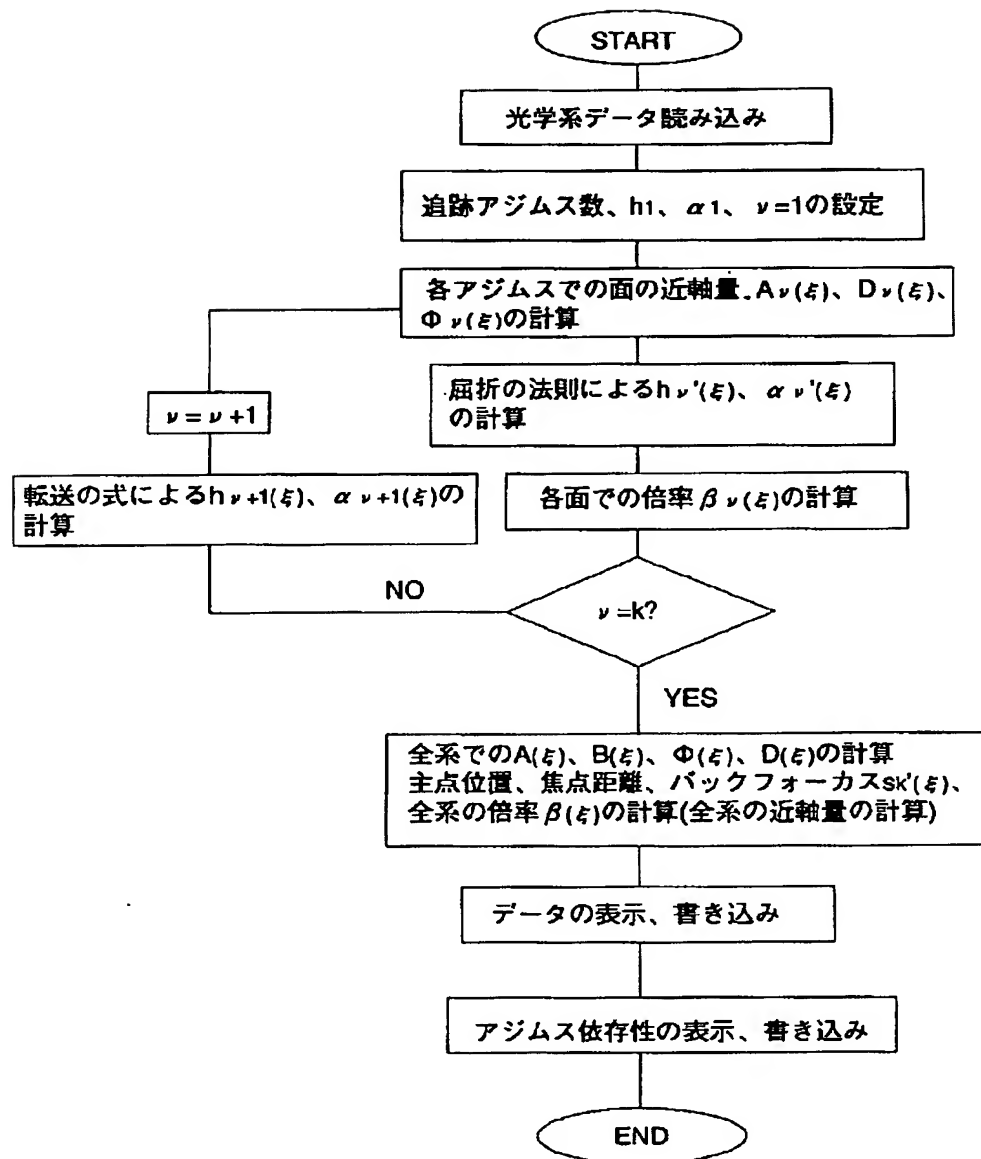 START
光学系データ読み込み
追跡アジムス数、h1、α1、ν=1の設定
各アジムスでの面の近軸量、Aν(ξ)、Dν(ξ)、
Φν(ξ)の計算
屈折の法則によるhν'(ξ)、αν'(ξ)
の計算
ν=ν+1
転送の式によるhν+1(ξ)、αν+1(ξ)の
計算
各面での倍率βν(ξ)の計算
NO
ν=k?
YES
全系でのA(ξ)、B(ξ)、Φ(ξ)、D(ξ)の計算
主点位置、焦点距離、バックフォーカスsk'(ξ)、
全系の倍率β(ξ)の計算(全系の近軸量の計算)
データの表示、書き込み
アジムス依存性の表示、書き込み
END